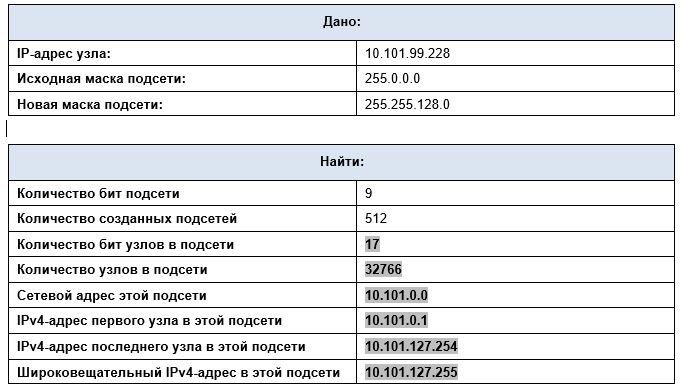 Дано:
IP-адрес узла: 10.101.99.228
Исходная маска подсети: 255.0.0.0
Новая маска подсети: 255.255.128.0
Найти:
Количество бит подсети 9
Количество созданных подсетей 512
Количество бит узлов в подсети 17
Количество узлов в подсети 32766
Сетевой адрес этой подсети 10.101.0.0
IPv4-адрес первого узла в этой подсети 10.101.0.1
IPv4-адрес последнего узла в этой подсети 10.101.127.254
Широковещательный IPv4-адрес в этой подсети 10.101.127.255